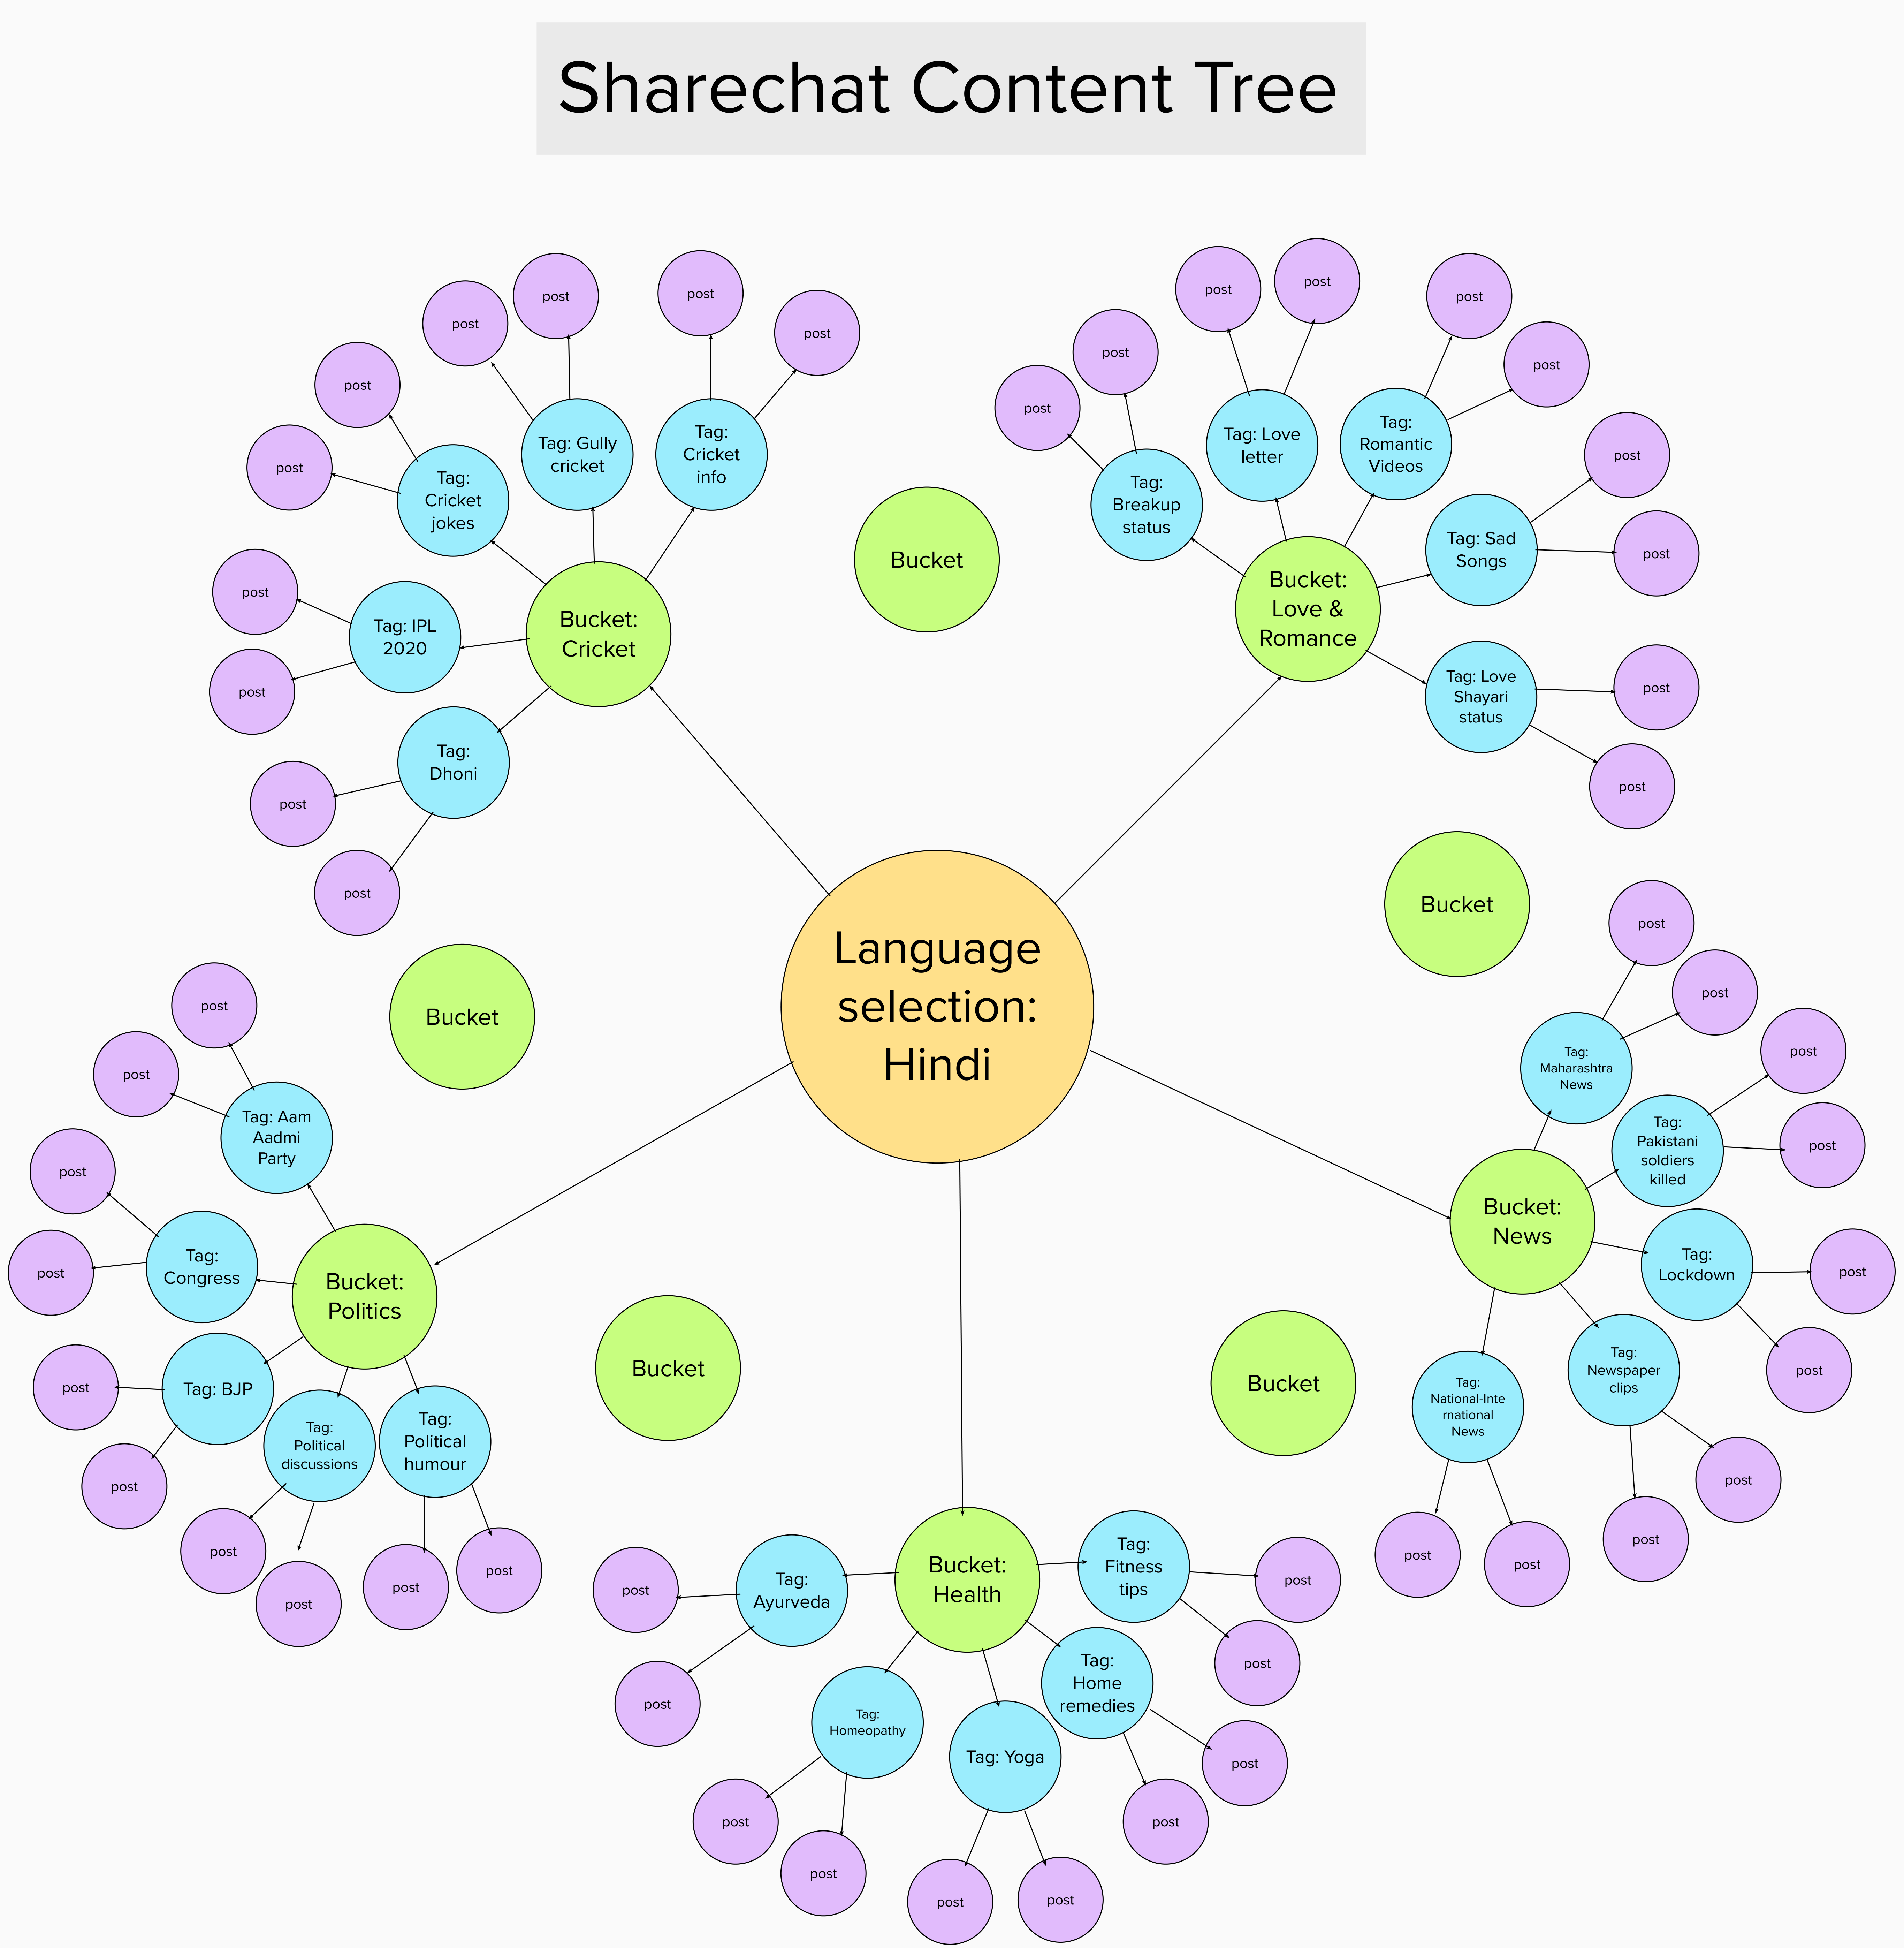 Sharechat Content Tree
post
post
post
post
post
post
Tag: Gully
cricket
Tag:
Cricket
info
Tag:
Cricket
jokes
post
post
Tag: IPL
2020
Bucket:
Cricket
Tag:
Dhoni
post
post
Bucket
post
post
post
post
post
post
Tag: Love
letter
Tag:
Romantic
Videos
Tag:
Breakup
status
post
Tag: Sad
Songs
post
Bucket:
Love &
Romance
Tag: Love
Shayari
status
post
post
Bucket
Bucket
Language
selection:
Hindi
post
post
Tag: Aam
Aadmi
Party
post
Tag:
Congress
post
Bucket:
Politics
post
Tag: BJP
post
Tag:
Political
discussions
Tag:
Political
humour
post
post
post
post
Bucket
Bucket
post
post
Tag:
Maharashtra
News
post
Tag:
Pakistani
soldiers
killed
post
Bucket:
News
Tag:
Lockdown
post
post
Tag:
Newspaper
clips
Tag:
National-Inte
rnational
News
post
post
post
post
Bucket:
Health
Tag:
Fitness
tips
post
post
Tag:
Ayurveda
post
post
Tag:
Home
remedies
post
post
Tag:
Homeopathy
post
post
Tag: Yoga
post
post